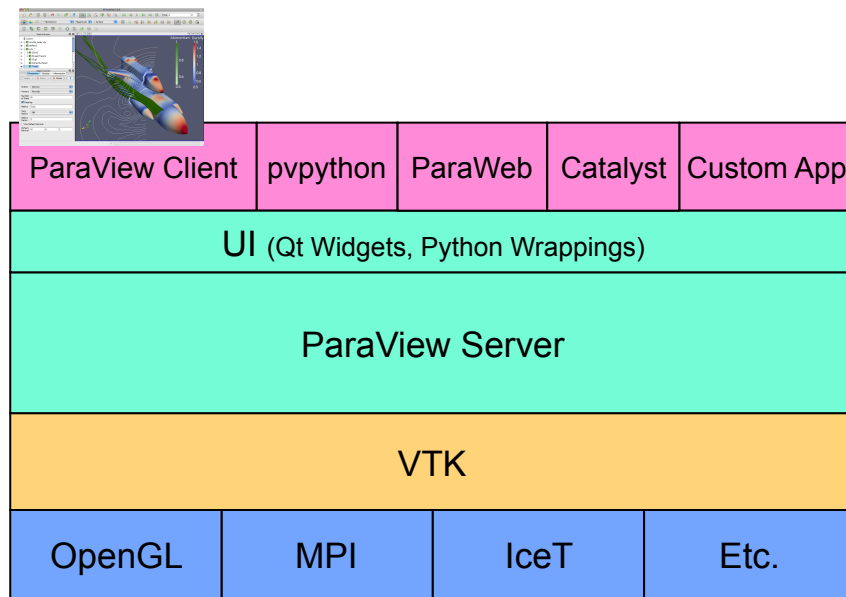 ParaView Client
pvpython
ParaWeb
Catalyst
Custom App
UI (Qt Widgets, Python Wrappings)
ParaView Server
VTK
OpenGL
MPI
IceT
Etc.